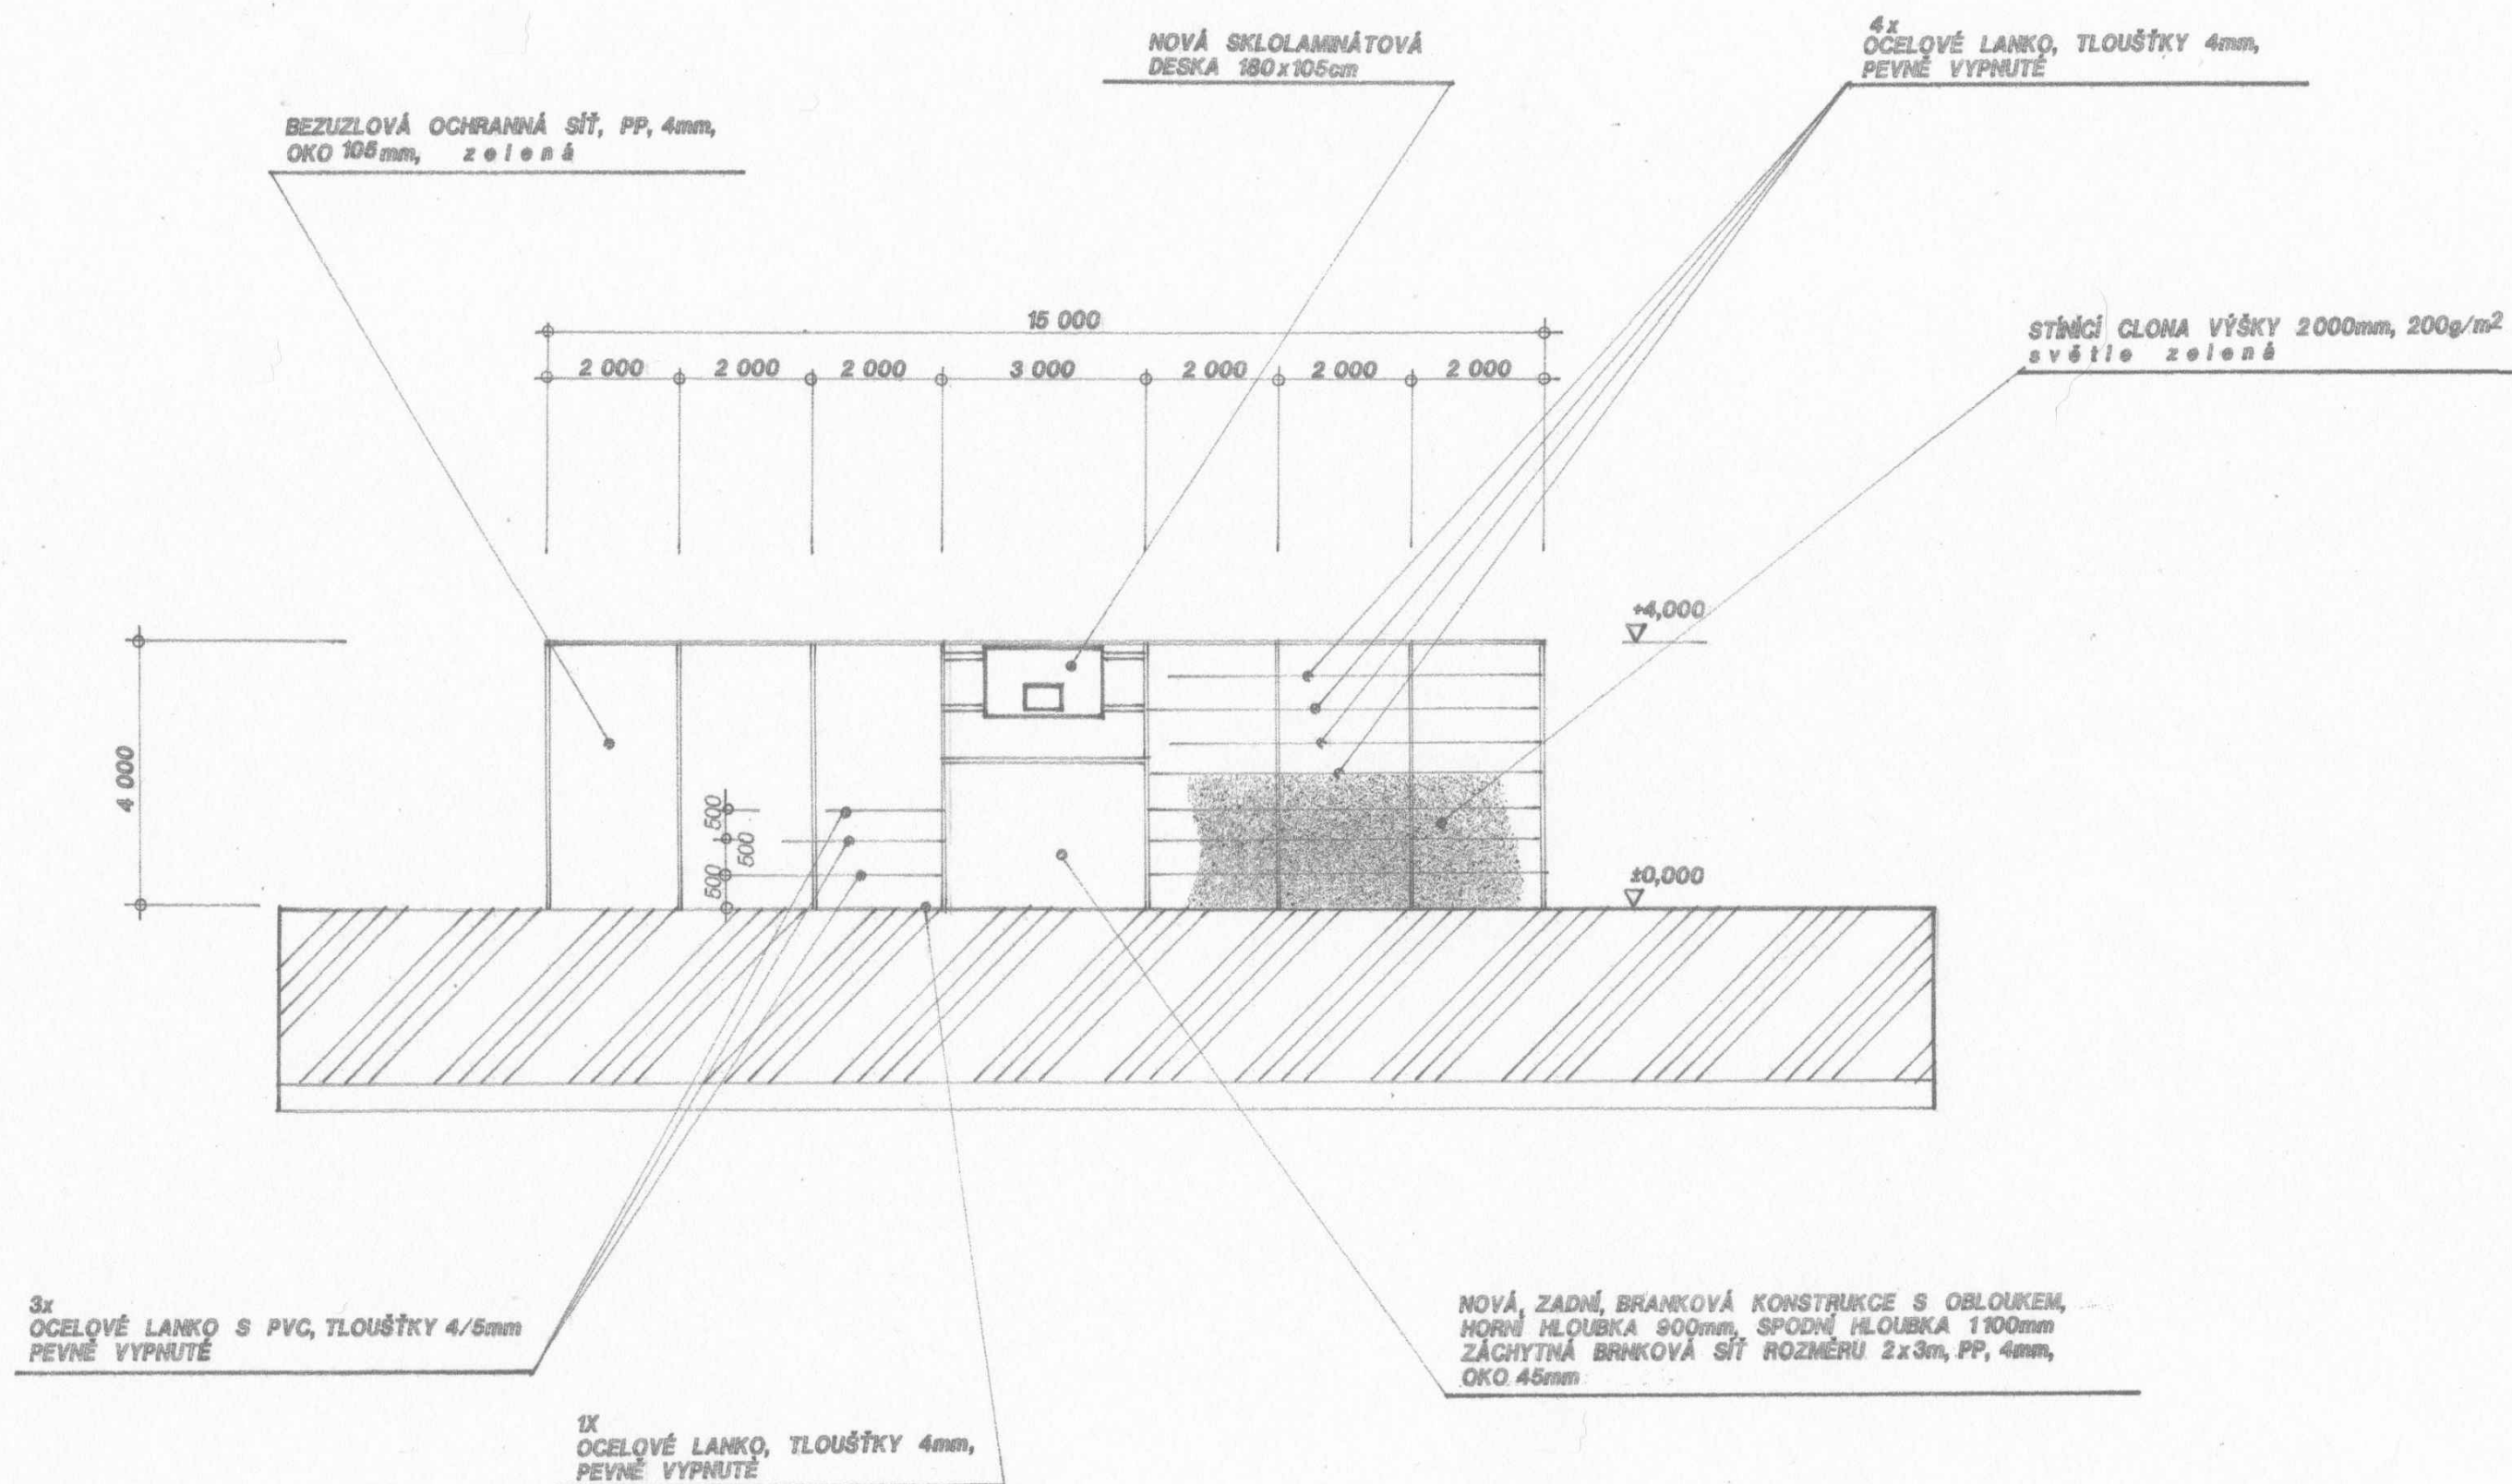 4x
NOVÁ SKLOLAMINÁTOVÁ
DESKA 180x105cm
OCELOVÉ LANKO, TLOUŠŤKY 4mm,
PEVNĚ VYPNUTÉ
BEZUZLOVÁ OCHRANNÁ SÍŤ, PP, 4mm,
OKO 105mm, zelená
15 000
STÍNÍCÍ CLONA VÝŠKY 2000mm, 200g/m²
světle zelená
2 000 2 000 2 000 3 000 2 000 2 000 2 000
+4,000
4 000
500
500
500
±0,000
3x
OCELOVÉ LANKO S PVC, TLOUŠŤKY 4/5mm
PEVNĚ VYPNUTÉ
NOVÁ, ZADNÍ, BRANKOVÁ KONSTRUKCE S OBLOUKEM,
HORNÍ HLOUBKA 900mm, SPODNÍ HLOUBKA 1100mm
ZÁCHYTNÁ BRNKOVÁ SÍŤ ROZMĚRU 2x3m, PP, 4mm,
OKO 45mm
1X
OCELOVÉ LANKO, TLOUŠŤKY 4mm,
PEVNĚ VYPNUTÉ